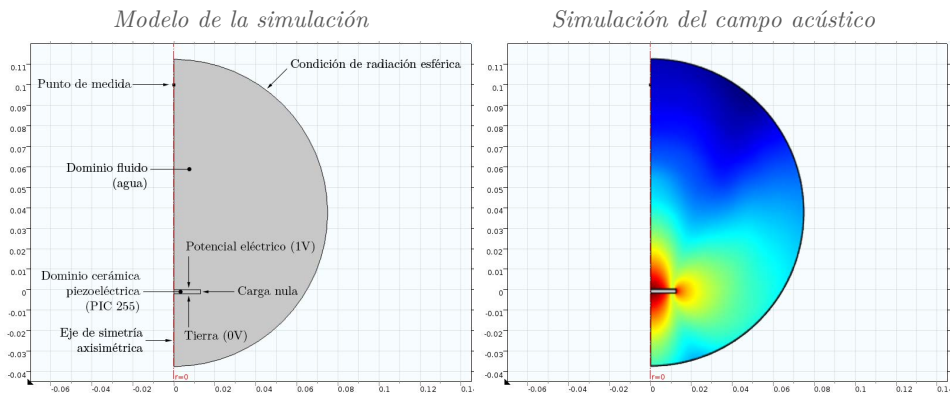 Modelo de la simulación
0.11
0.1
0.09
0.08
0.07
0.06
0.05
0.04
0.03
0.02
0.01
0
-0.01
-0.02
-0.03
-0.04
Condición de radiación esférica
Punto de medida
Dominio fluido
(agua)
Potencial eléctrico (1V)
Dominio cerámica
piezoeléctrica
(PIC 255)
Carga nula
Eje de simetría
axisimétrica
Tierra (0V)
r=0
-0.06 -0.04 -0.02 0 0.02 0.04 0.06 0.08 0.1 0.12 0.1
Simulación del campo acústico
0.11
0.1
0.09
0.08
0.07
0.06
0.05
0.04
0.03
0.02
0.01
0
-0.01
-0.02
-0.03
-0.04
r=0
-0.06 -0.04 -0.02 0 0.02 0.04 0.06 0.08 0.1 0.12 0.14